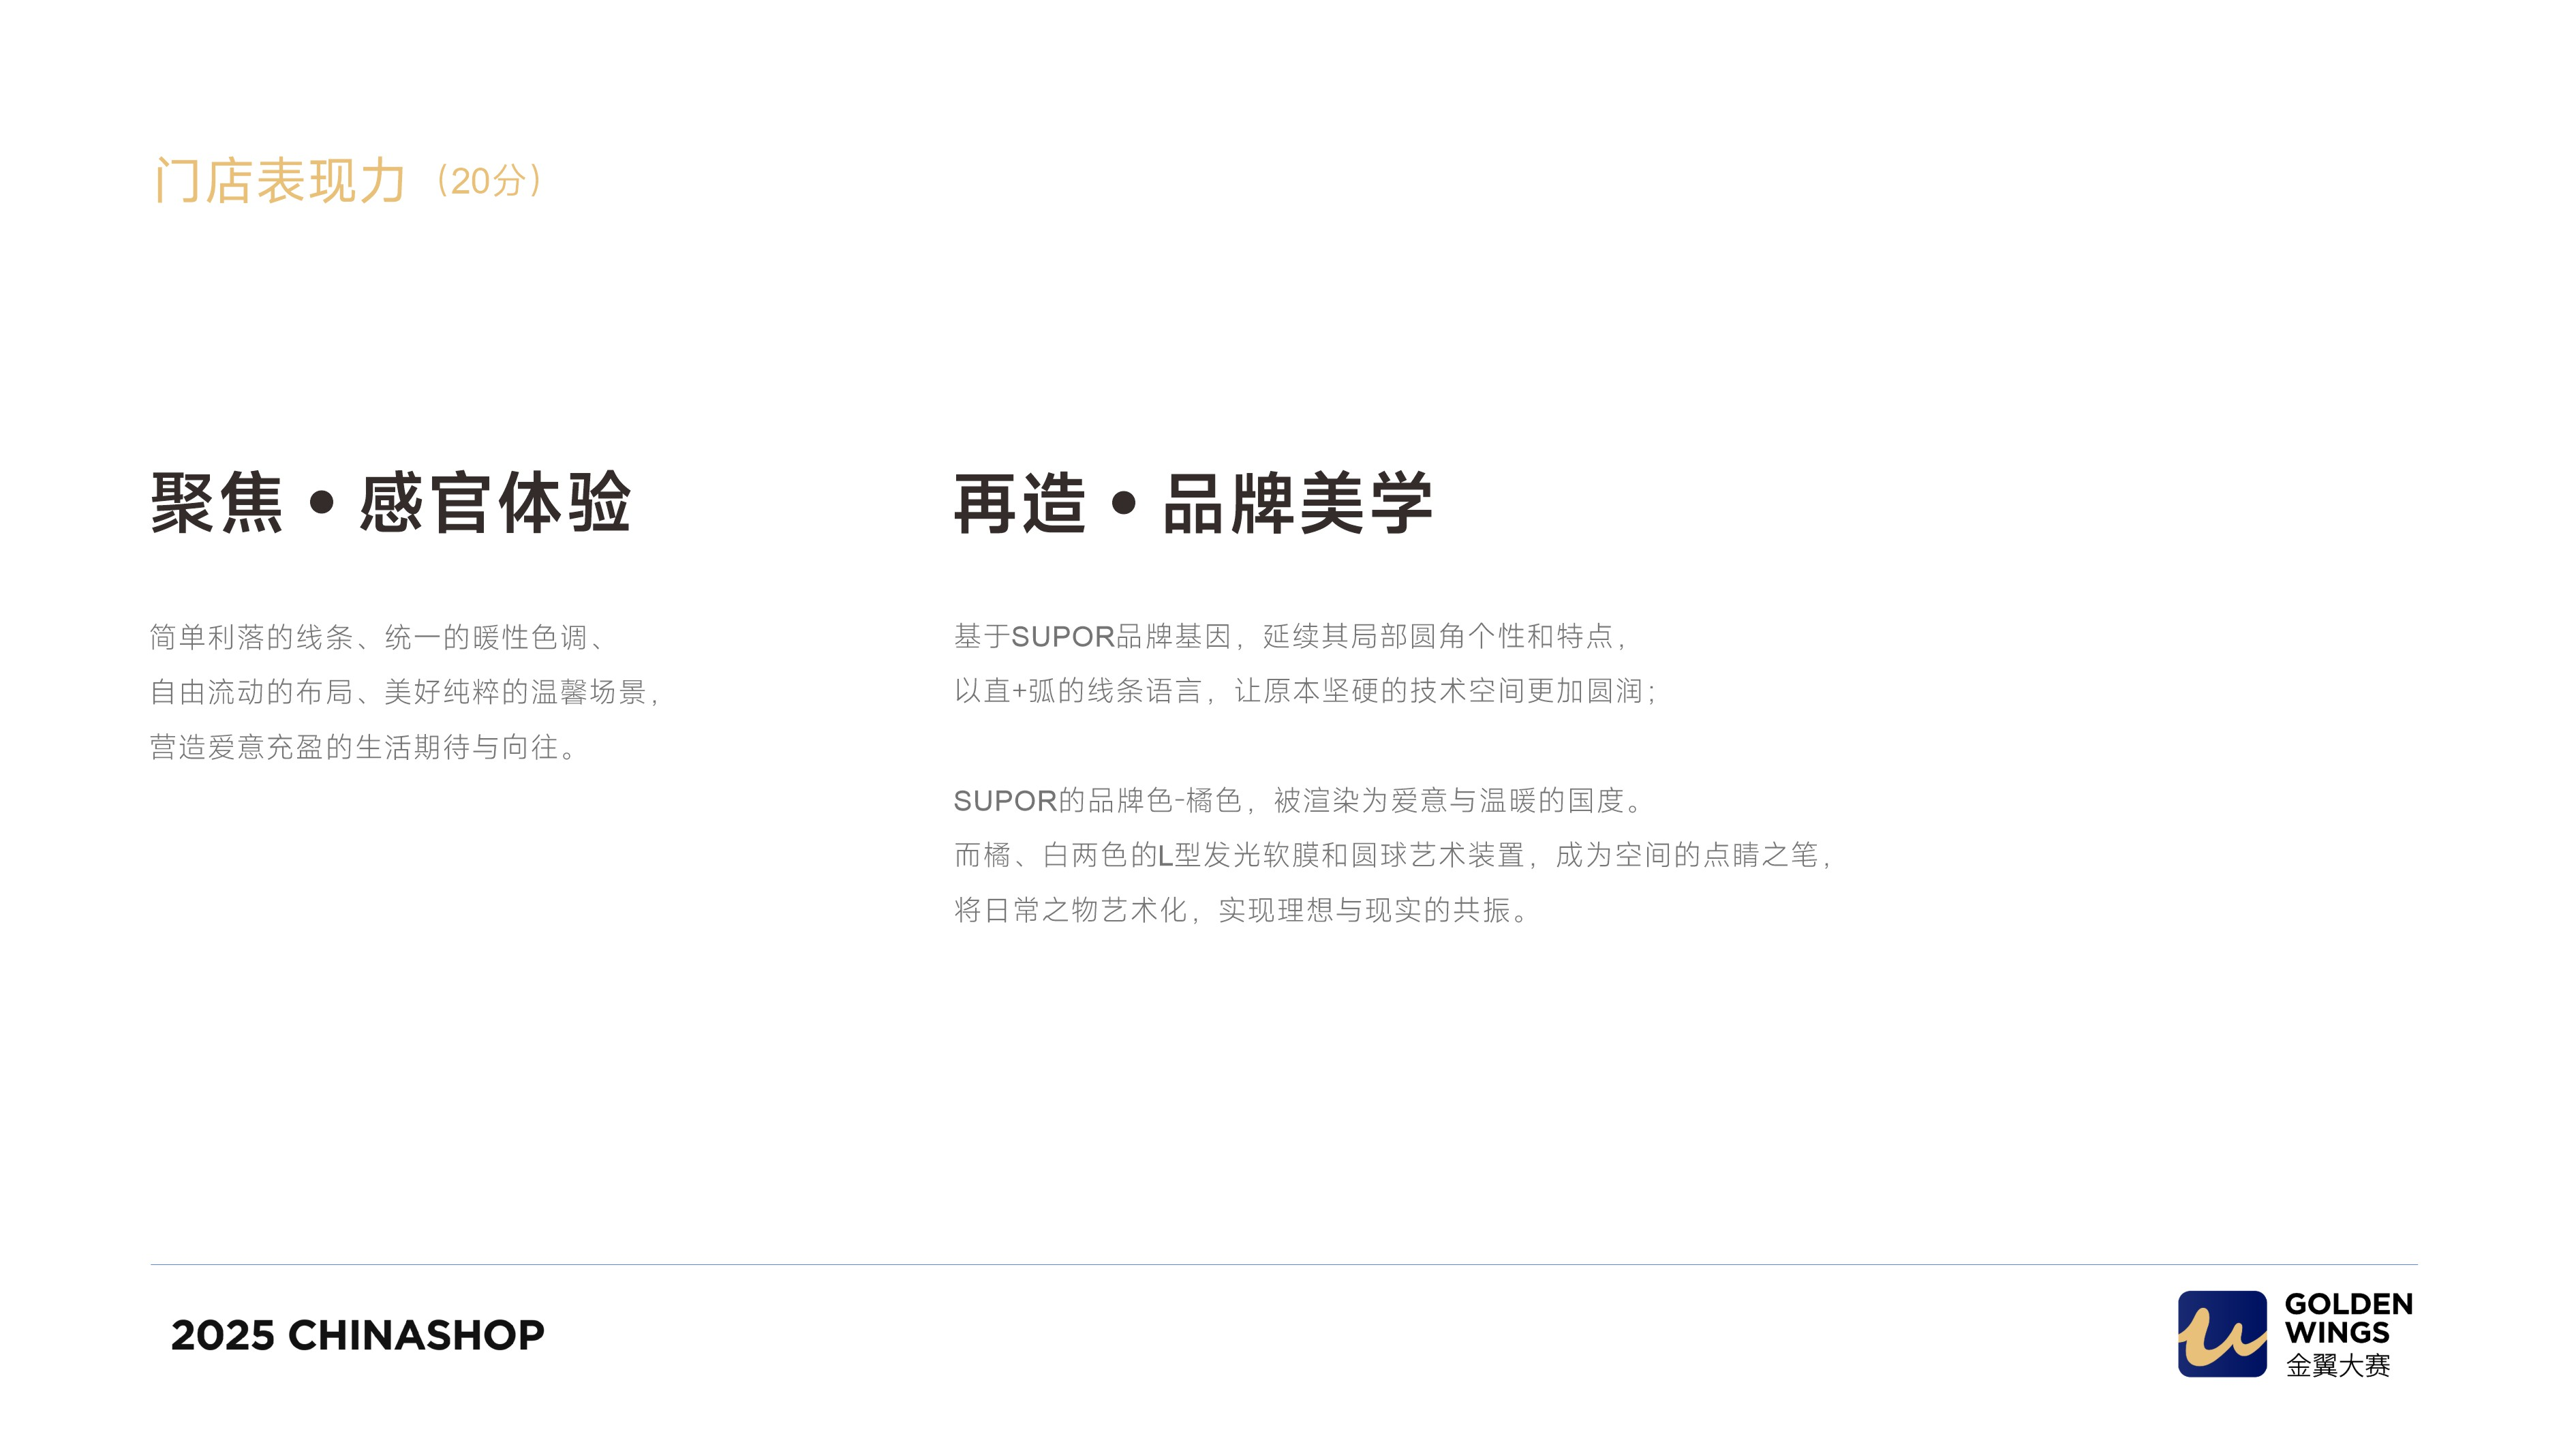 门店表现力（20分）
聚焦 • 感官体验
简单利落的线条、统一的暖性色调、
自由流动的布局、美好纯粹的温馨场景，
营造爱意充盈的生活期待与向往。
再造 • 品牌美学
基于SUPOR品牌基因，延续其局部圆角个性和特点，
以直+弧的线条语言，让原本坚硬的技术空间更加圆润；
SUPOR的品牌色-橘色，被渲染为爱意与温暖的国度。
而橘、白两色的L型发光软膜和圆球艺术装置，成为空间的点睛之笔，
将日常之物艺术化，实现理想与现实的共振。
2025 CHINASHOP
GOLDEN
WINGS
金翼大赛